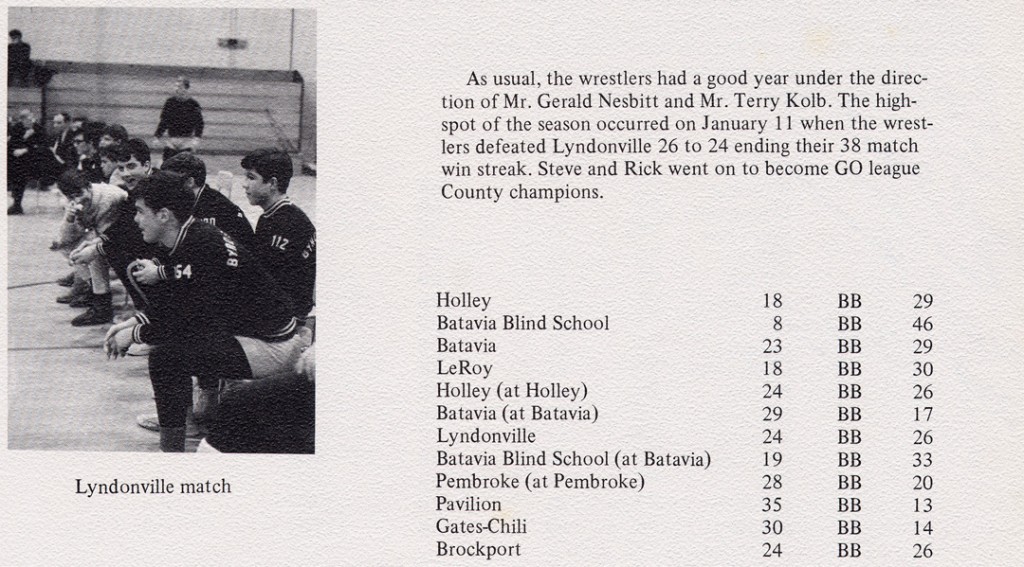 As usual, the wrestlers had a good year under the direc-
tion of Mr. Gerald Nesbitt and Mr. Terry Kolb. The high-
spot of the season occurred on January 11 when the wrest-
lers defeated Lyndonville 26 to 24 ending their 38 match
win streak. Steve and Rick went on to become GO league
County champions.
112
54
Lyndonville match
Holley 18 BB 29
Batavia Blind School 8 BB 46
Batavia 23 BB 29
LeRoy 18 BB 30
Holley (at Holley) 24 BB 26
Batavia (at Batavia) 29 BB 17
Lyndonville 24 BB 26
Batavia Blind School (at Batavia) 19 BB 33
Pembroke (at Pembroke) 28 BB 20
Pavilion 35 BB 13
Gates-Chili 30 BB 14
Brockport 24 BB 26